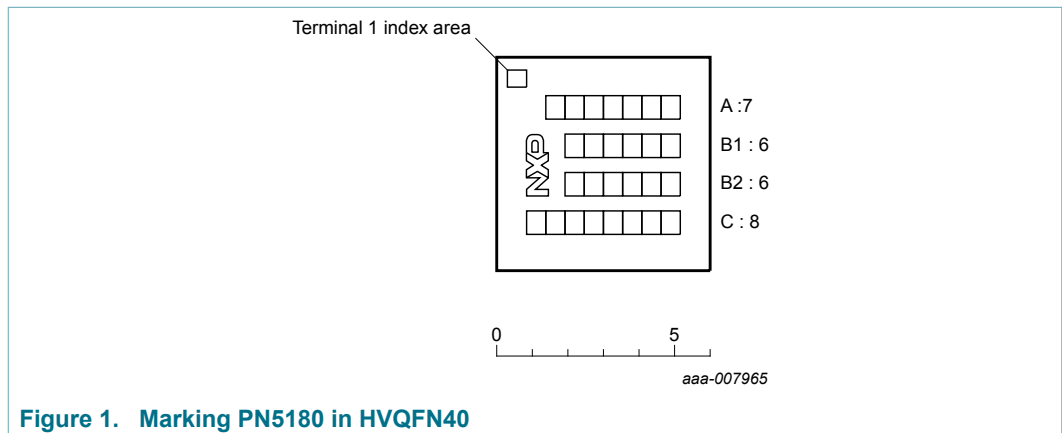 Terminal 1 index area
A :7
B1 : 6
NXP
B2 : 6
C : 8
0 5
aaa-007965
Figure 1. Marking PN5180 in HVQFN40